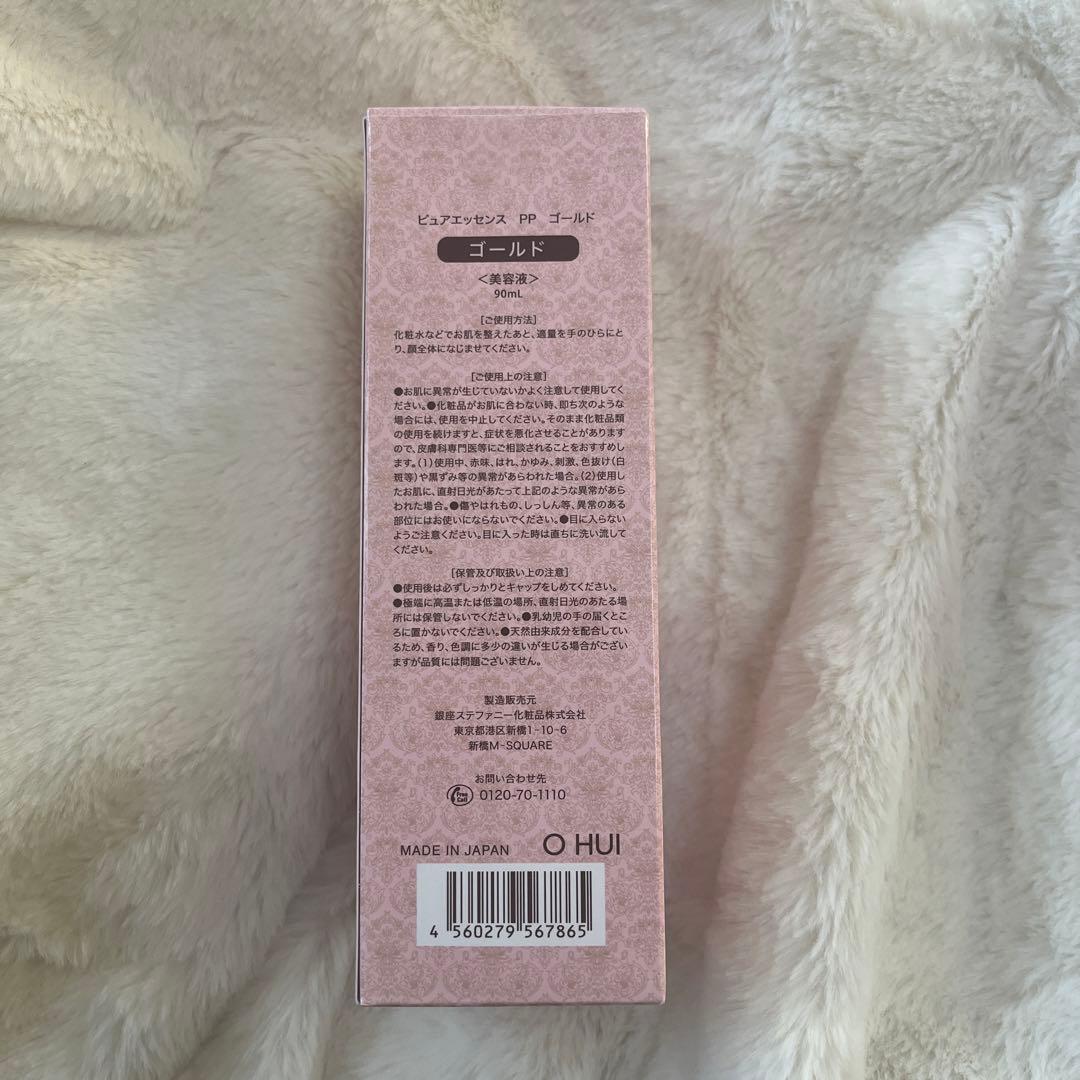 ピュアエッセンス　PP　ゴールド
ゴールド
＜美容液＞
90mL
［ご使用方法］
化粧水などでお肌を整えたあと、適量を手のひらにと
り、顔全体になじませてください。
［ご使用上の注意］
●お肌に異常が生じていないかよく注意して使用してく
ださい。●化粧品がお肌に合わない時、即ち次のような
場合には、使用を中止してください。そのまま化粧品類
の使用を続けますと、症状を悪化させることがあります
ので、皮膚科専門医等にご相談されることをおすすめし
ます。(1)使用中、赤味、はれ、かゆみ、刺激、色抜け(白
斑等)や黒ずみ等の異常があらわれた場合。(2)使用し
たお肌に、直射日光があたって上記のような異常があら
われた場合。●傷やはれもの、しっしん等、異常のある
部位にはお使いにならないでください。●目に入らない
ようご注意ください。目に入った時は直ちに洗い流して
ください。
［保管及び取扱い上の注意］
●使用後は必ずしっかりとキャップをしめてください。
●極端に高温または低温の場所、直射日光のあたる場
所には保管しないでください。●乳幼児の手の届くとこ
ろに置かないでください。●天然由来成分を配合してい
るため、香り、色調に多少の違いが生じる場合がござい
ますが品質には問題ございません。
製造販売元
銀座ステファニー化粧品株式会社
東京都港区新橋1-10-6
新橋M-SQUARE
お問い合わせ先
Free Call 0120-70-1110
MADE IN JAPAN O HUI
4 560279 567865